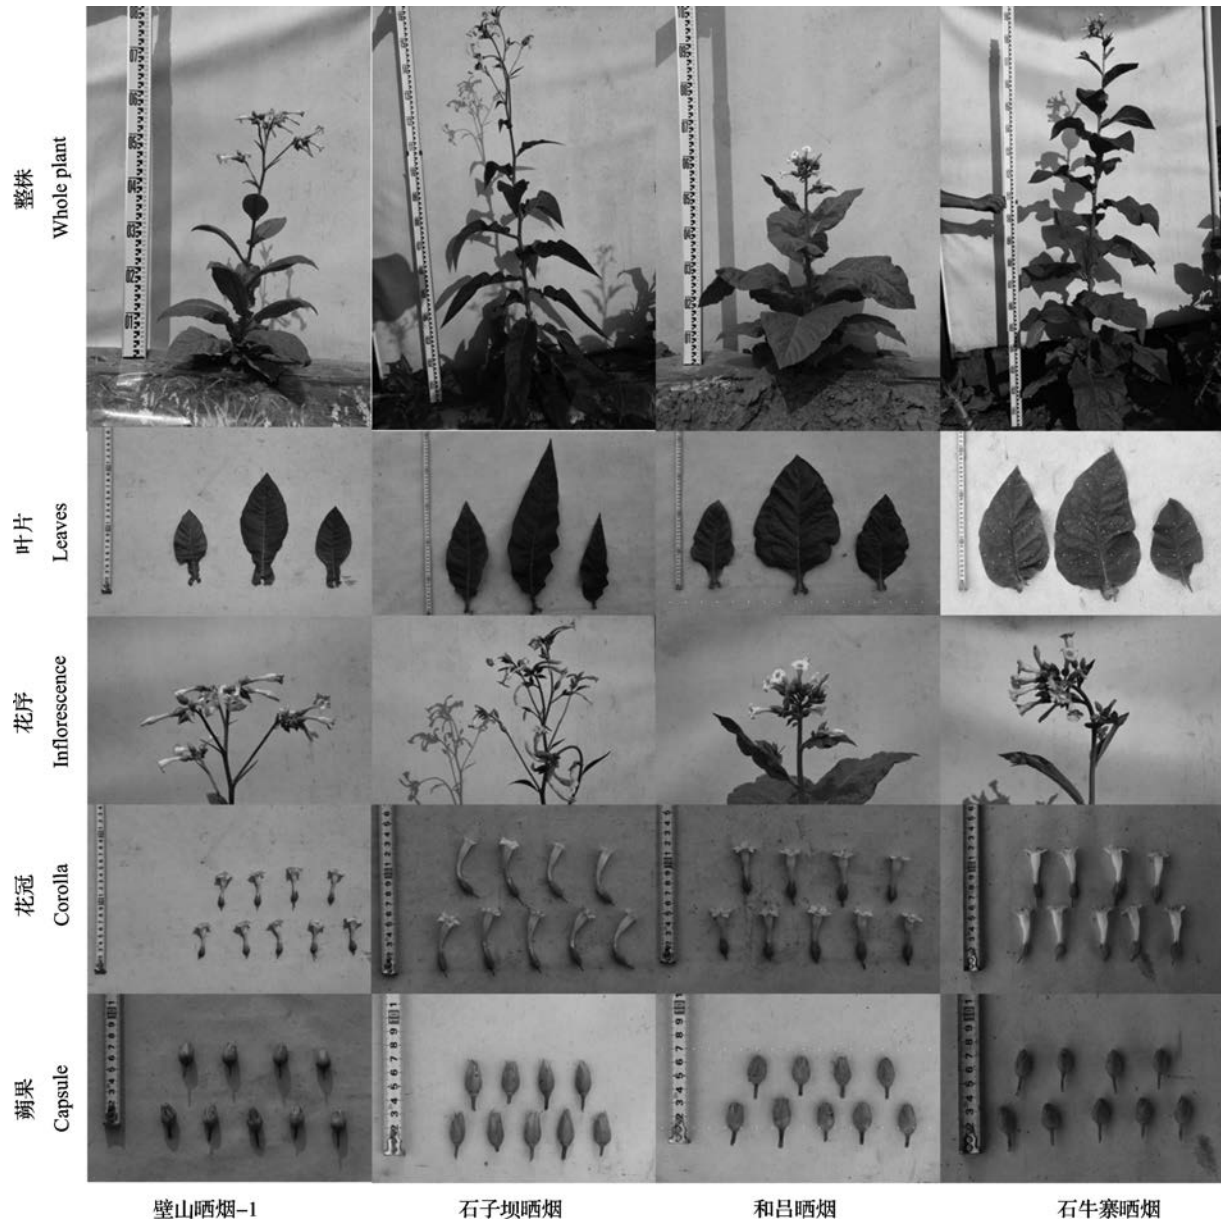 整株
Whole plant
叶片
Leaves
花序
Inflorescence
花冠
Corolla
蒴果
Capsule
壁山晒烟-1
石子坝晒烟
和吕晒烟
石牛寨晒烟